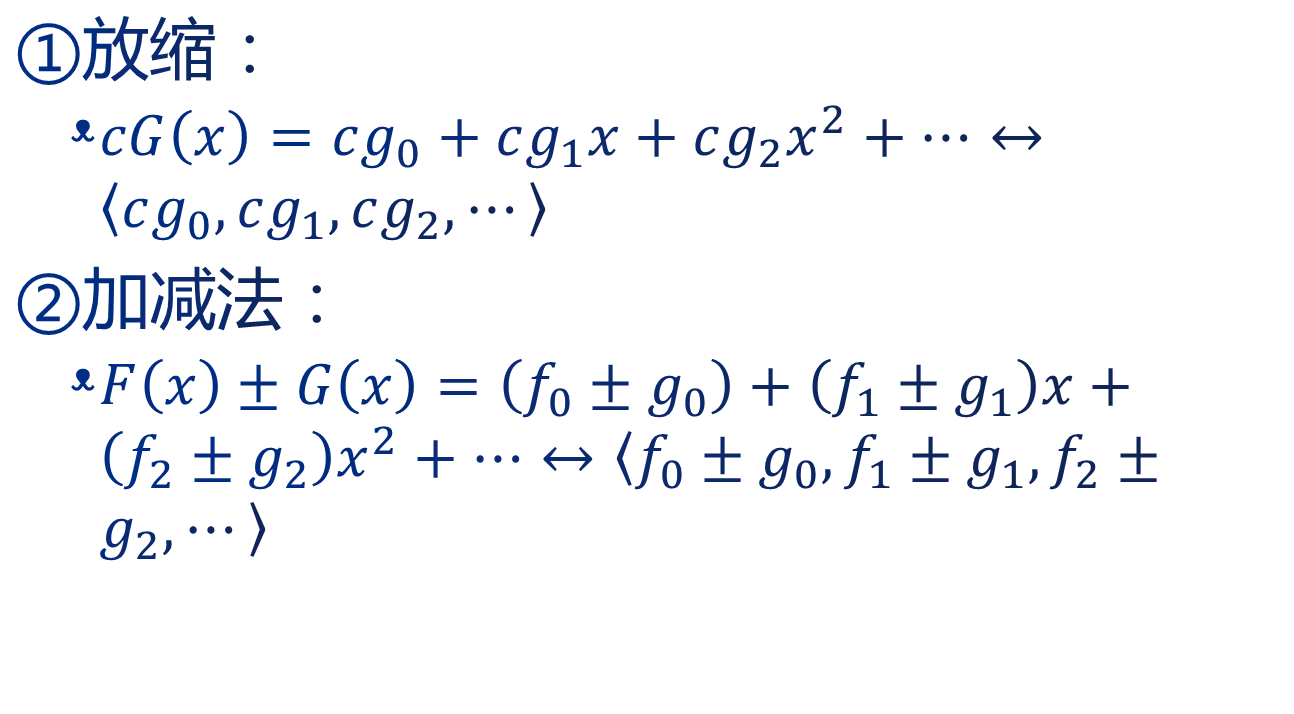 ①放缩：
cG(x) = cg₀ + cg₁x + cg₂x² + ⋯ ↔
⟨cg₀, cg₁, cg₂, ⋯ ⟩
②加减法：
F(x) ± G(x) = (f₀ ± g₀) + (f₁ ± g₁)x +
(f₂ ± g₂)x² + ⋯ ↔ ⟨f₀ ± g₀, f₁ ± g₁, f₂ ±
g₂, ⋯ ⟩